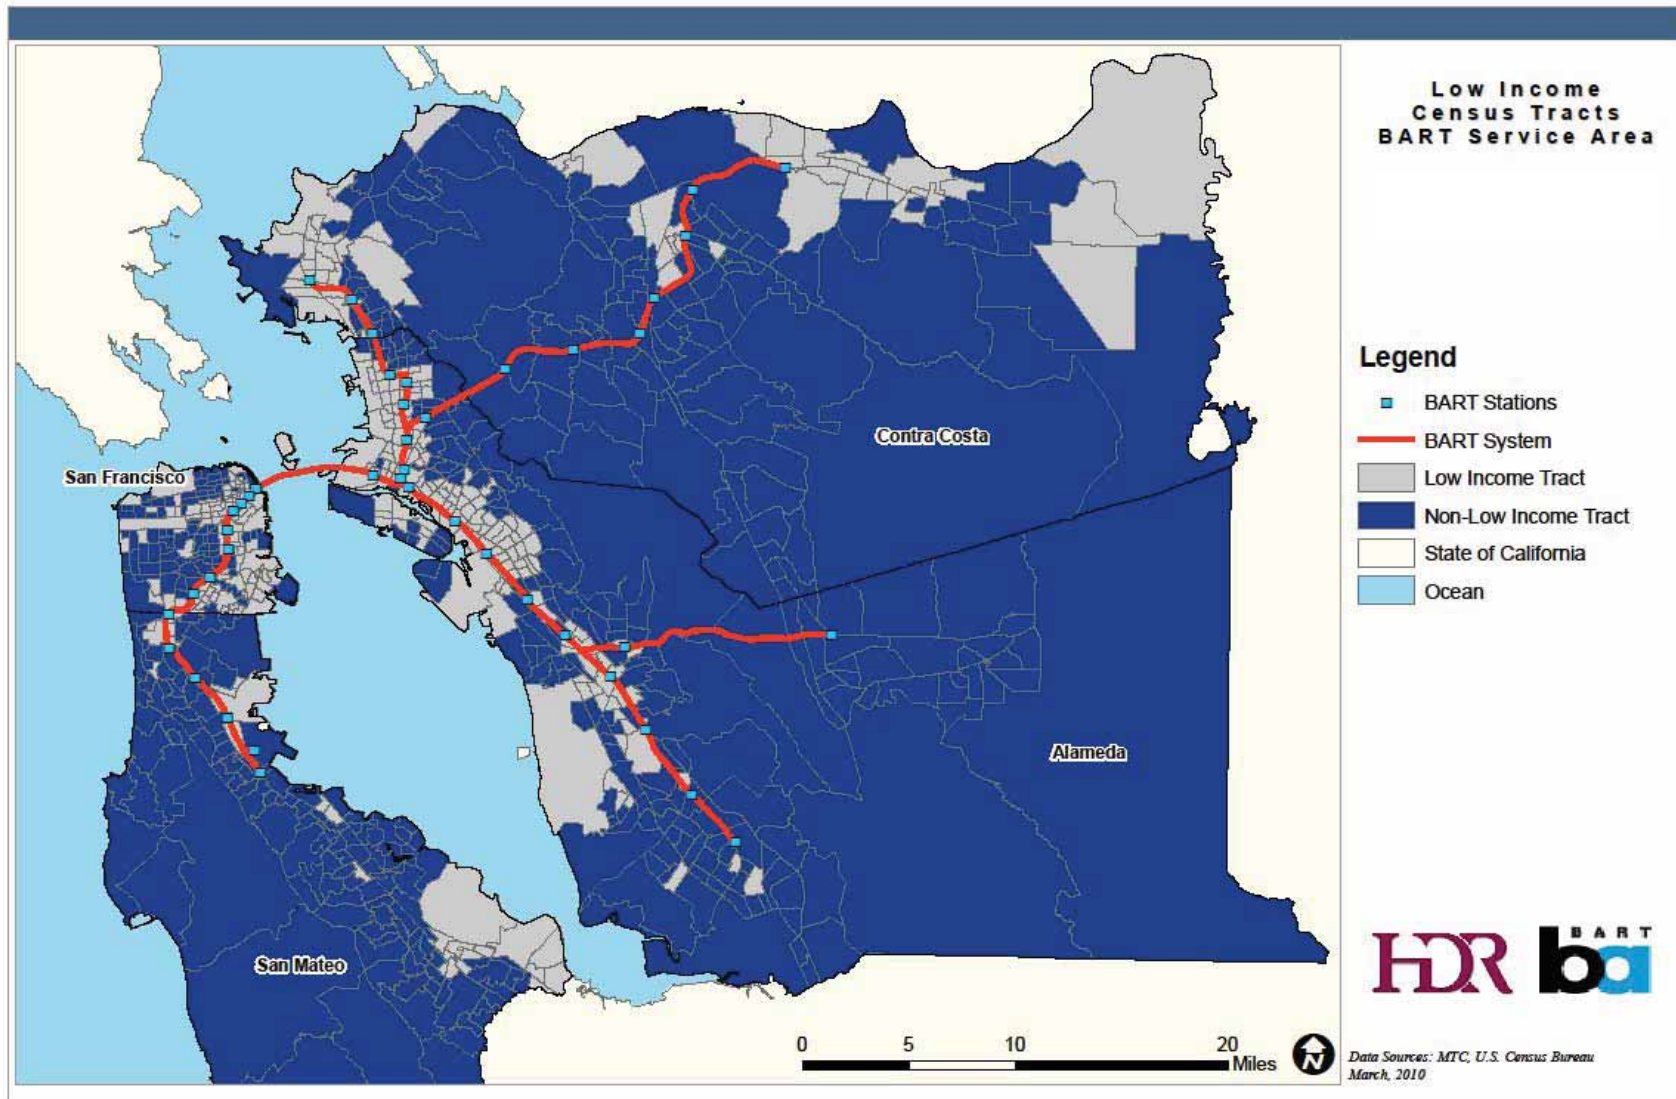 Low Income
Census Tracts
BART Service Area
Legend
BART Stations
BART System
Low Income Tract
Non-Low Income Tract
State of California
Ocean
Contra Costa
San Francisco
Alameda
San Mateo
0 5 10 20
Miles
N
HDR
BART
ba
Data Sources: MTC, U.S. Census Bureau
March, 2010